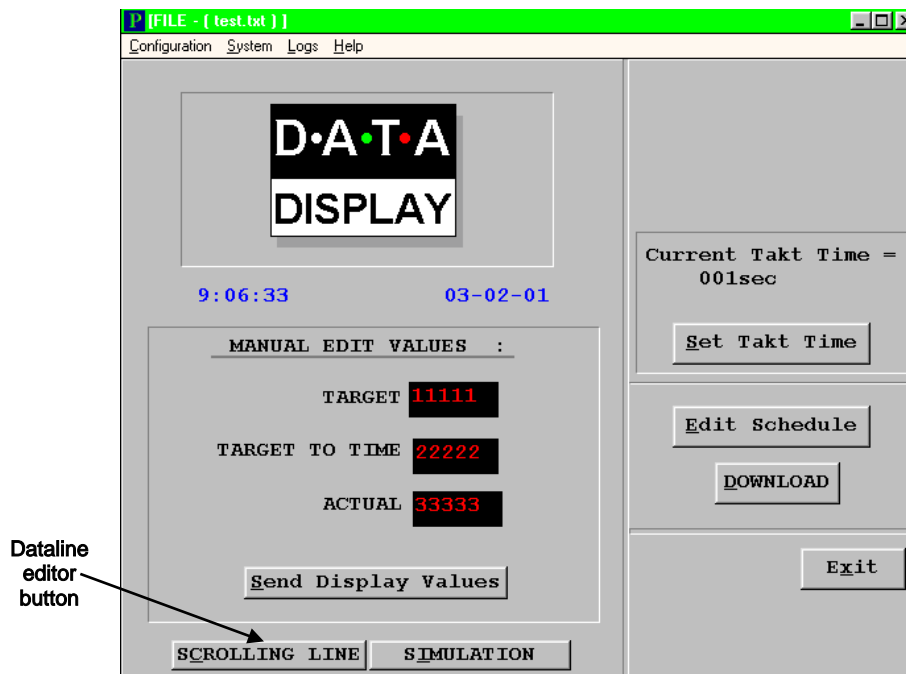 P [FILE - ( test.txt ) ]
Configuration System Logs Help
D•A•T•A
DISPLAY
9:06:33 03-02-01
MANUAL EDIT VALUES :
TARGET 11111
TARGET TO TIME 22222
ACTUAL 33333
Send Display Values
SCROLLING LINE SIMULATION
Current Takt Time =
001sec
Set Takt Time
Edit Schedule
DOWNLOAD
Exit
Dataline
editor
button